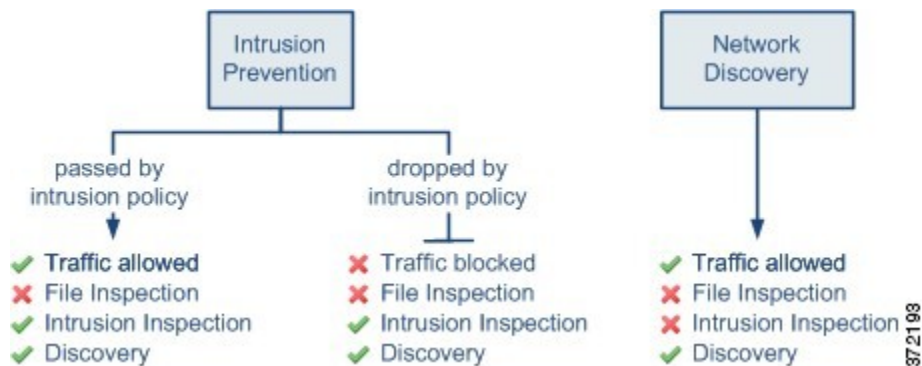 Intrusion
Prevention
Network
Discovery
passed by
intrusion policy
dropped by
intrusion policy
Traffic allowed
File Inspection
Intrusion Inspection
Discovery
Traffic blocked
File Inspection
Intrusion Inspection
Discovery
Traffic allowed
File Inspection
Intrusion Inspection
Discovery
372193